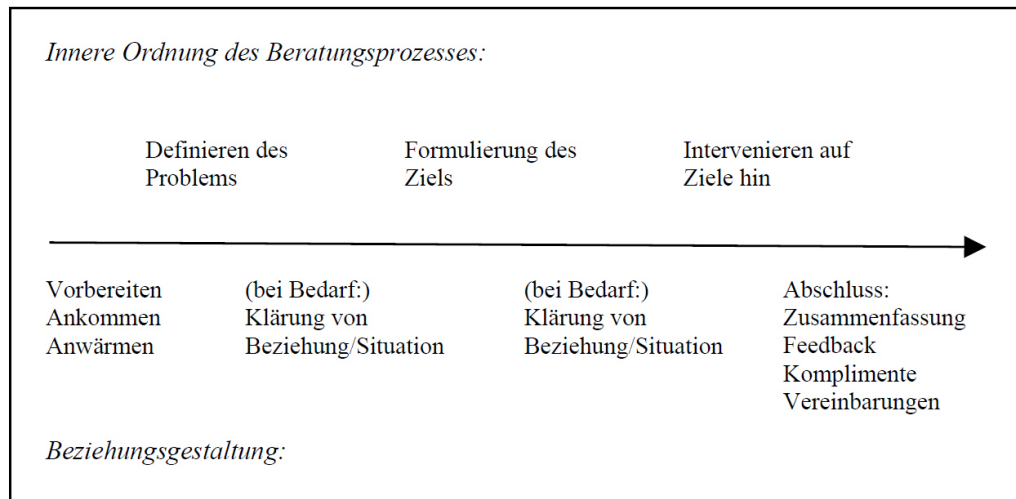 Innere Ordnung des Beratungsprozesses:
Definieren des
Problems
Formulierung des
Ziels
Intervenieren auf
Ziele hin
Vorbereiten
Ankommen
Anwärmen
(bei Bedarf:)
Klärung von
Beziehung/Situation
(bei Bedarf:)
Klärung von
Beziehung/Situation
Abschluss:
Zusammenfassung
Feedback
Komplimente
Vereinbarungen
Beziehungsgestaltung: